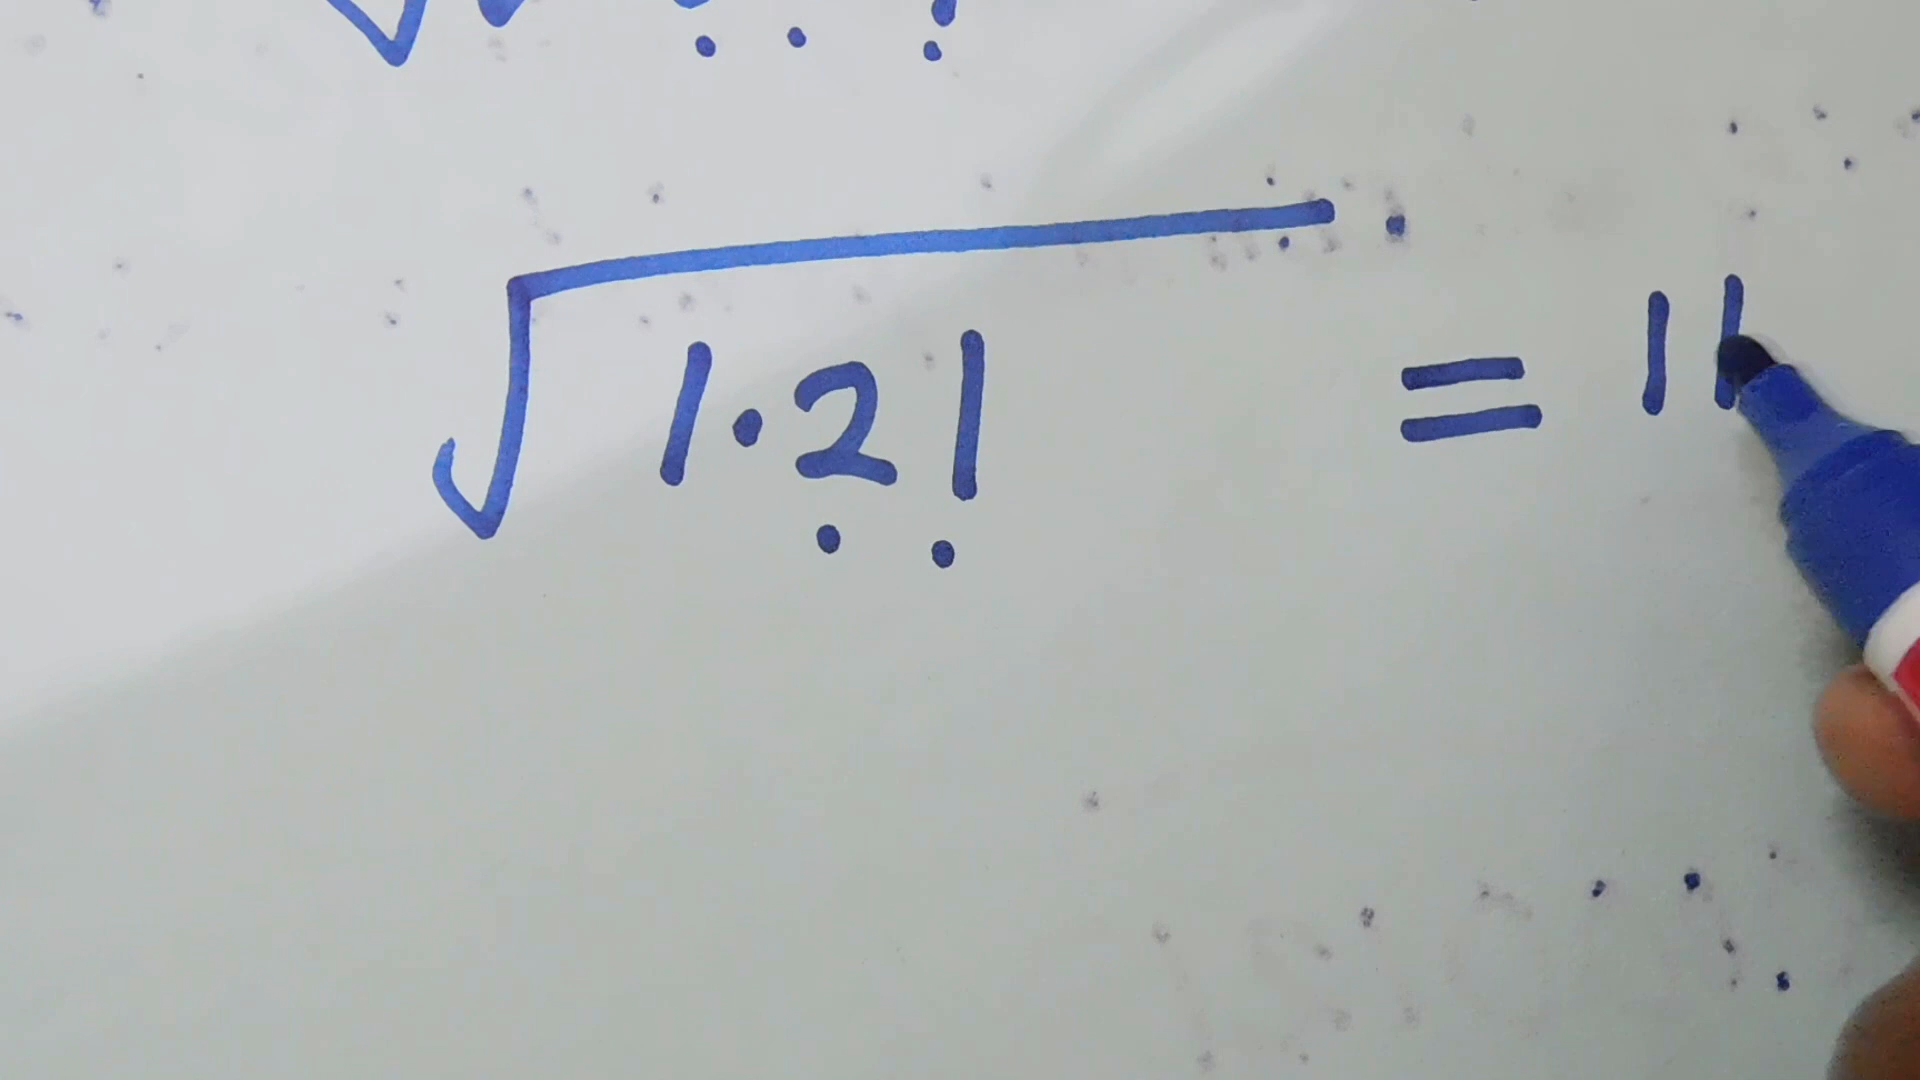 √1.21 = 11